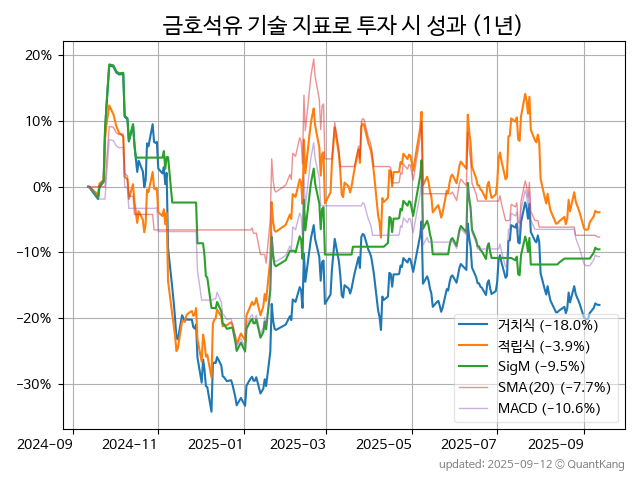 금호석유 기술 지표로 투자 시 성과 (1년)
20%
10%
0%
−10%
−20%
−30%
거치식 (−18.0%)
적립식 (−3.9%)
SigM (−9.5%)
SMA(20) (−7.7%)
MACD (−10.6%)
2024-09
2024-11
2025-01
2025-03
2025-05
2025-07
2025-09
updated: 2025-09-12 © QuantKang